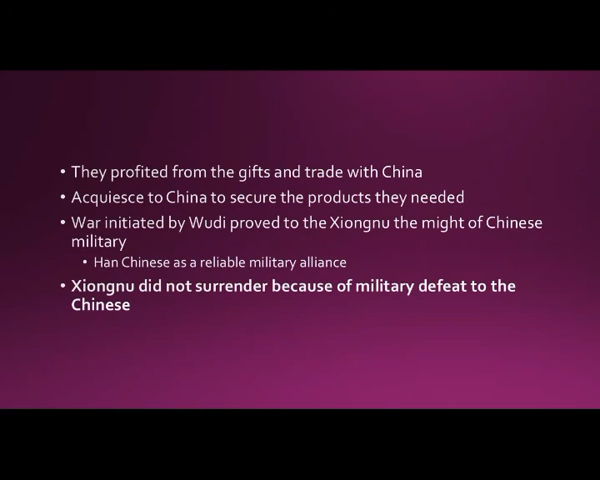 • They profited from the gifts and trade with China
• Acquiesce to China to secure the products they needed
• War initiated by Wudi proved to the Xiongnu the might of Chinese
military
• Han Chinese as a reliable military alliance
• Xiongnu did not surrender because of military defeat to the
Chinese